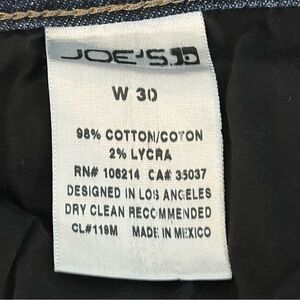 JOE'S.
W 30
98% COTTON/COTON
2% LYCRA
RN# 106214 CA# 35037
DESIGNED IN LOS ANGELES
DRY CLEAN RECOMMENDED
CL#119M MADE IN MEXICO